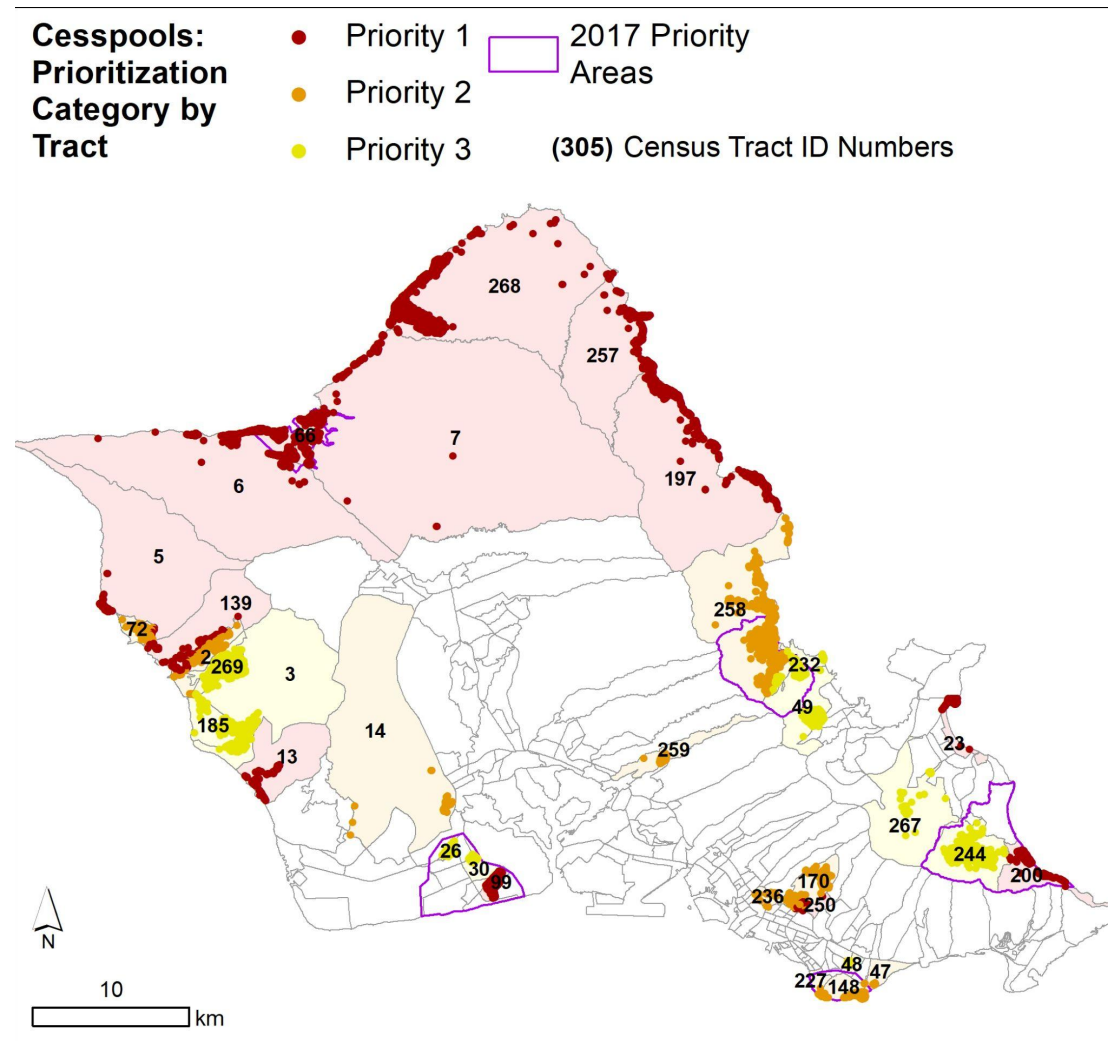 Cesspools:
Prioritization
Category by
Tract
Priority 1
Priority 2
Priority 3
2017 Priority
Areas
(305) Census Tract ID Numbers
268
257
7
66
6
197
5
139
72
258
2
269
232
3
185
49
14
13
259
23
267
26
244
30
99
200
170
236
250
48
47
227
148
N
10
km